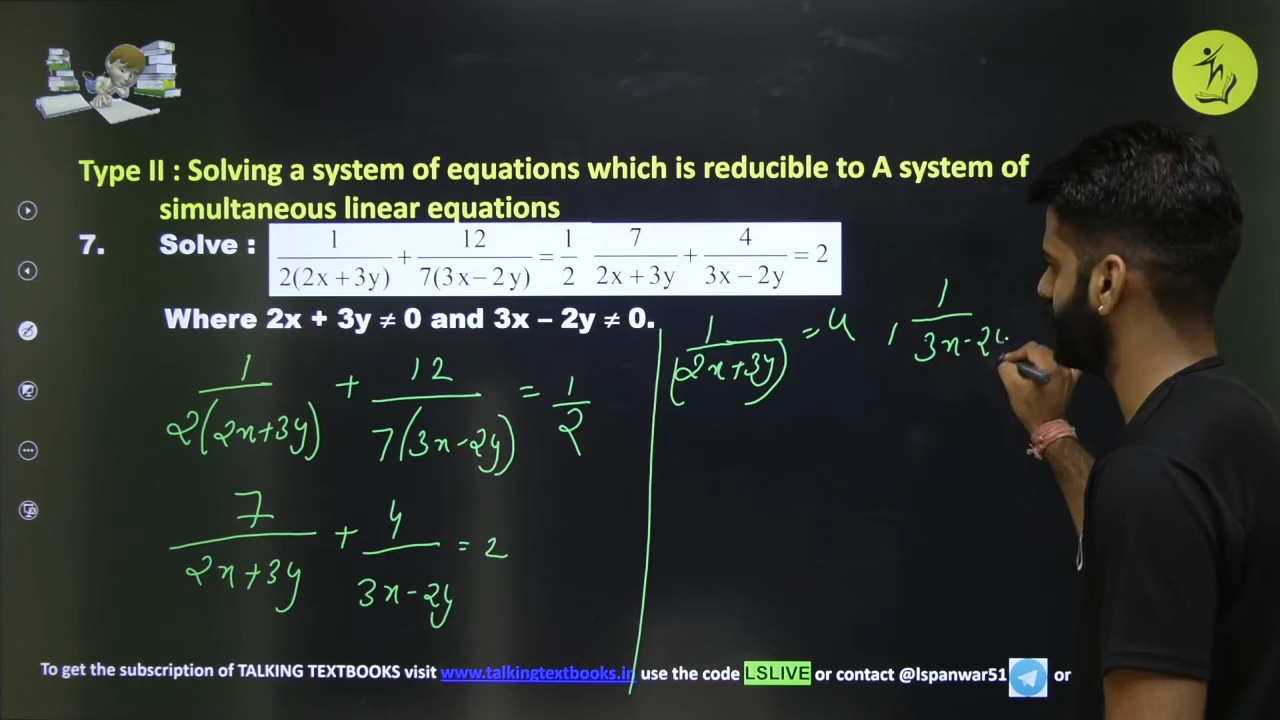 Type II : Solving a system of equations which is reducible to A system of
simultaneous linear equations
7. Solve : 1/(2(2x + 3y)) + 12/(7(3x – 2y)) = 1/2  7/(2x + 3y) + 4/(3x – 2y) = 2
Where 2x + 3y ≠ 0 and 3x – 2y ≠ 0.
1/(2(2x+3y)) + 12/(7(3x-2y)) = 1/2
7/(2x+3y) + 4/(3x-2y) = 2
1/(2x+3y) = u , 1/(3x-2y
To get the subscription of TALKING TEXTBOOKS visit www.talkingtextbooks.in use the code LSLIVE or contact @lspanwar51 or